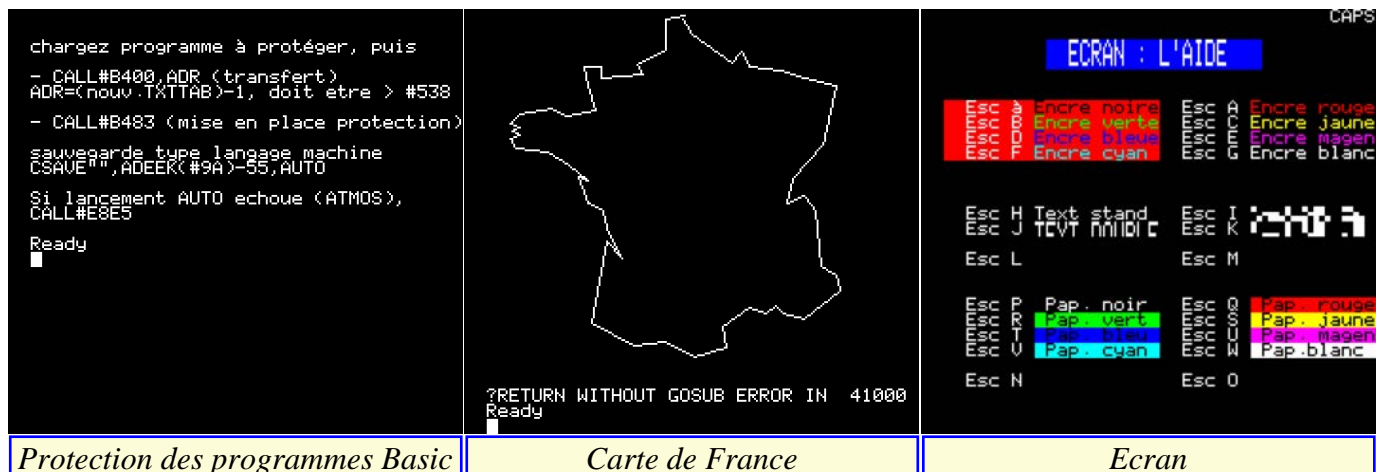 chargez programme à protéger, puis
- CALL#B400,ADR (transfert)
ADR=(nouv.TXTTAB)-1, doit etre > #538
- CALL#B483 (mise en place protection)
sauvegarde type langage machine
CSAVE"",ADEEK(#9A)-55,AUTO
Si lancement AUTO echoue (ATMOS),
CALL#E8E5
Ready
Protection des programmes Basic
?RETURN WITHOUT GOSUB ERROR IN 41000
Ready
Carte de France
CAPS
ECRAN : L'AIDE
Esc à Encre noire Esc A Encre rouge
Esc B Encre verte Esc C Encre jaune
Esc D Encre bleue Esc E Encre magen
Esc F Encre cyan Esc G Encre blanc
Esc H Text stand. Esc I
Esc J Esc K
Esc L Esc M
Esc P Pap. noir Esc Q Pap. rouge
Esc R Pap. vert Esc S Pap. jaune
Esc T Pap. bleu Esc U Pap. magen
Esc V Pap. cyan Esc W Pap.blanc
Esc N Esc O
Ecran